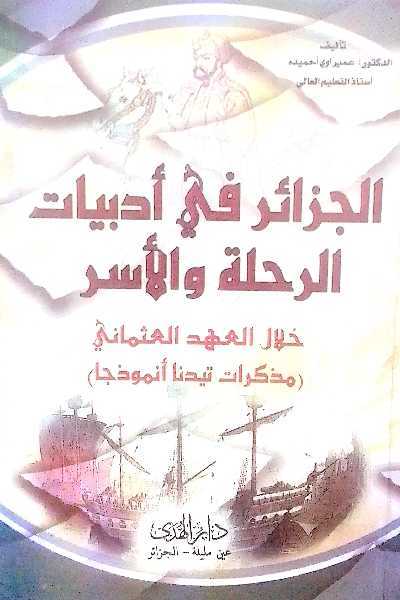 تأليف
الدكتور: عميراوي احميده
أستاذ التعليم العالي
الجزائر في أدبيات
الرحلة والأسر
خلال العهد العثماني
(مذكرات تيدنا أنموذجا)
دار الهدى
عين مليلة - الجزائر